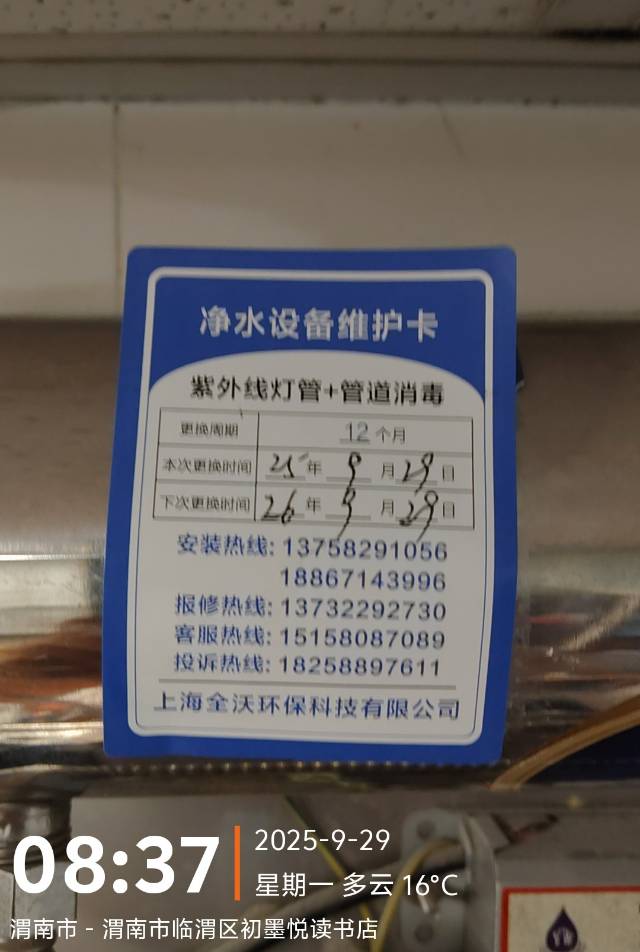 净水设备维护卡
紫外线灯管+管道消毒
更换周期 12个月
本次更换时间 25年 9月29日
下次更换时间 26年 9月29日
安装热线: 13758291056
18867143996
报修热线: 13732292730
客服热线: 15158087089
投诉热线: 18258897611
上海全沃环保科技有限公司
08:37
2025-9-29
星期一 多云 16°C
渭南市 - 渭南市临渭区初墨悦读书店